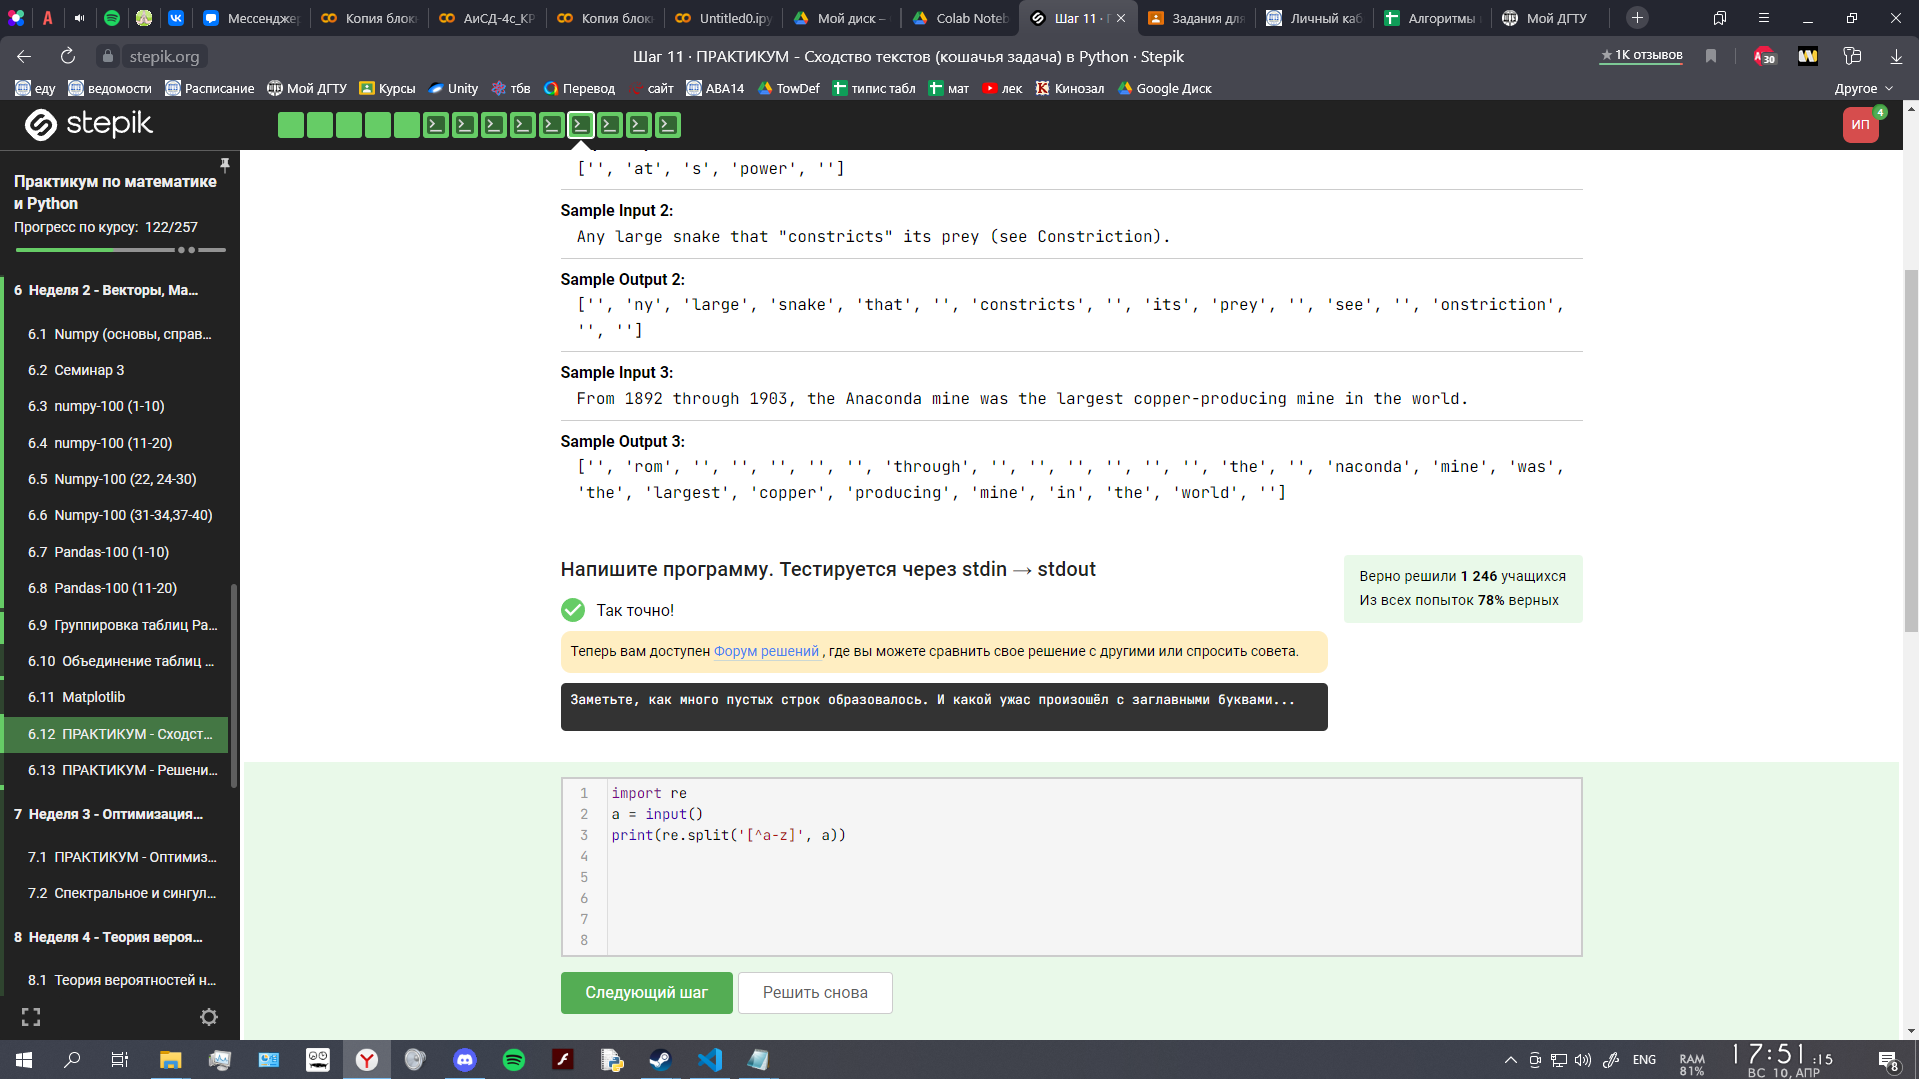 Мессендже
Копия блок
АиСД-4с_КР
Копия блок
Untitled0.ipy
Мой диск –
Colab Noteb
Шаг 11 · П
Задания для
Личный каб
Алгоритмы
Мой ДГТУ
stepik.org
Шаг 11 · ПРАКТИКУМ - Сходство текстов (кошачья задача) в Python · Stepik
★ 1К отзывов
30
еду
ведомости
Расписание
Мой ДГТУ
Курсы
Unity
тбв
Перевод
сайт
АВА14
TowDef
типис табл
мат
лек
Кинозал
Google Диск
Другое
stepik
ИП
4
Практикум по математике
и Python
Прогресс по курсу: 122/257
6 Неделя 2 - Векторы, Ма...
6.1 Numpy (основы, справ...
6.2 Семинар 3
6.3 numpy-100 (1-10)
6.4 numpy-100 (11-20)
6.5 Numpy-100 (22, 24-30)
6.6 Numpy-100 (31-34,37-40)
6.7 Pandas-100 (1-10)
6.8 Pandas-100 (11-20)
6.9 Группировка таблиц Pa...
6.10 Объединение таблиц ...
6.11 Matplotlib
6.12 ПРАКТИКУМ - Сходст...
6.13 ПРАКТИКУМ - Решени...
7 Неделя 3 - Оптимизация...
7.1 ПРАКТИКУМ - Оптимиз...
7.2 Спектральное и сингул...
8 Неделя 4 - Теория вероя...
8.1 Теория вероятностей н...
['', 'at', 's', 'power', '']
Sample Input 2:
Any large snake that "constricts" its prey (see Constriction).
Sample Output 2:
['', 'ny', 'large', 'snake', 'that', '', 'constricts', '', 'its', 'prey', '', 'see', '', 'onstriction',
'', '']
Sample Input 3:
From 1892 through 1903, the Anaconda mine was the largest copper-producing mine in the world.
Sample Output 3:
['', 'rom', '', '', '', '', '', 'through', '', '', '', '', '', '', 'the', '', 'naconda', 'mine', 'was',
'the', 'largest', 'copper', 'producing', 'mine', 'in', 'the', 'world', '']
Напишите программу. Тестируется через stdin → stdout
Верно решили 1 246 учащихся
Из всех попыток 78% верных
Так точно!
Теперь вам доступен Форум решений , где вы можете сравнить свое решение с другими или спросить совета.
Заметьте, как много пустых строк образовалось. И какой ужас произошёл с заглавными буквами...
1 import re
2 a = input()
3 print(re.split('[^a-z]', a))
4
5
6
7
8
Следующий шаг
Решить снова
ENG
RAM
81%
17:51:15
ВС 10, АПР
8